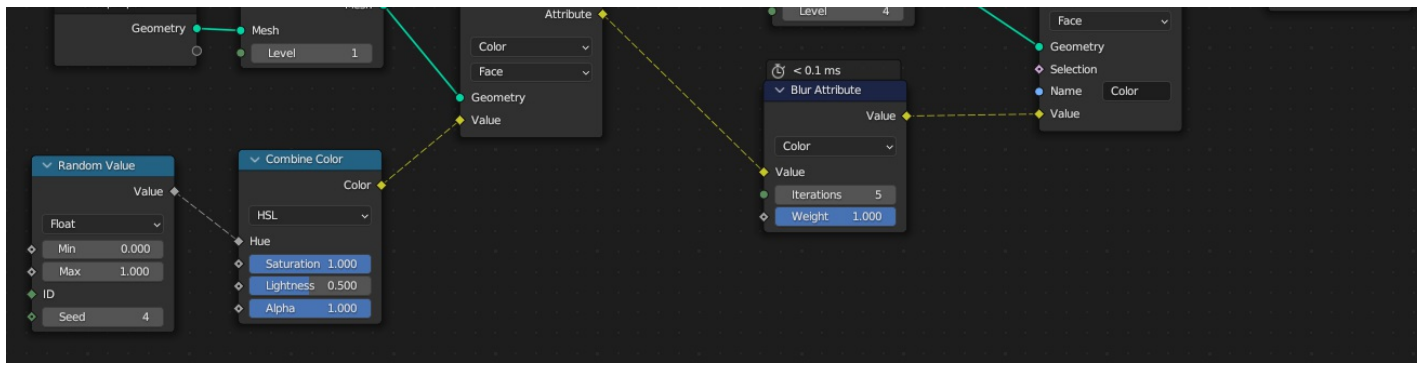 Geometry
Mesh
Level 1
Attribute
Color
Face
Geometry
Value
Level 4
< 0.1 ms
Blur Attribute
Value
Color
Value
Iterations 5
Weight 1.000
Face
Geometry
Selection
Name Color
Value
Random Value
Value
Float
Min 0.000
Max 1.000
ID
Seed 4
Combine Color
Color
HSL
Hue
Saturation 1.000
Lightness 0.500
Alpha 1.000